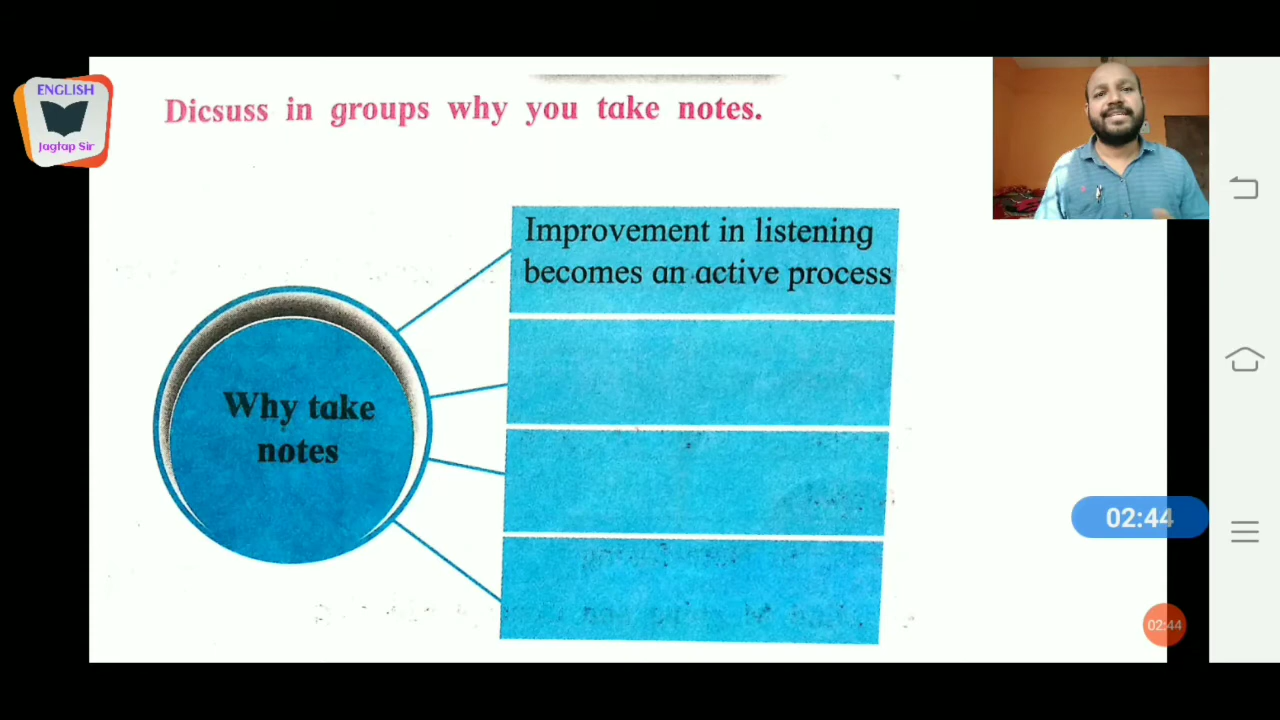 ENGLISH
Jagtap Sir
Dicsuss in groups why you take notes.
Improvement in listening
becomes an active process
Why take
notes
02:44
02:44